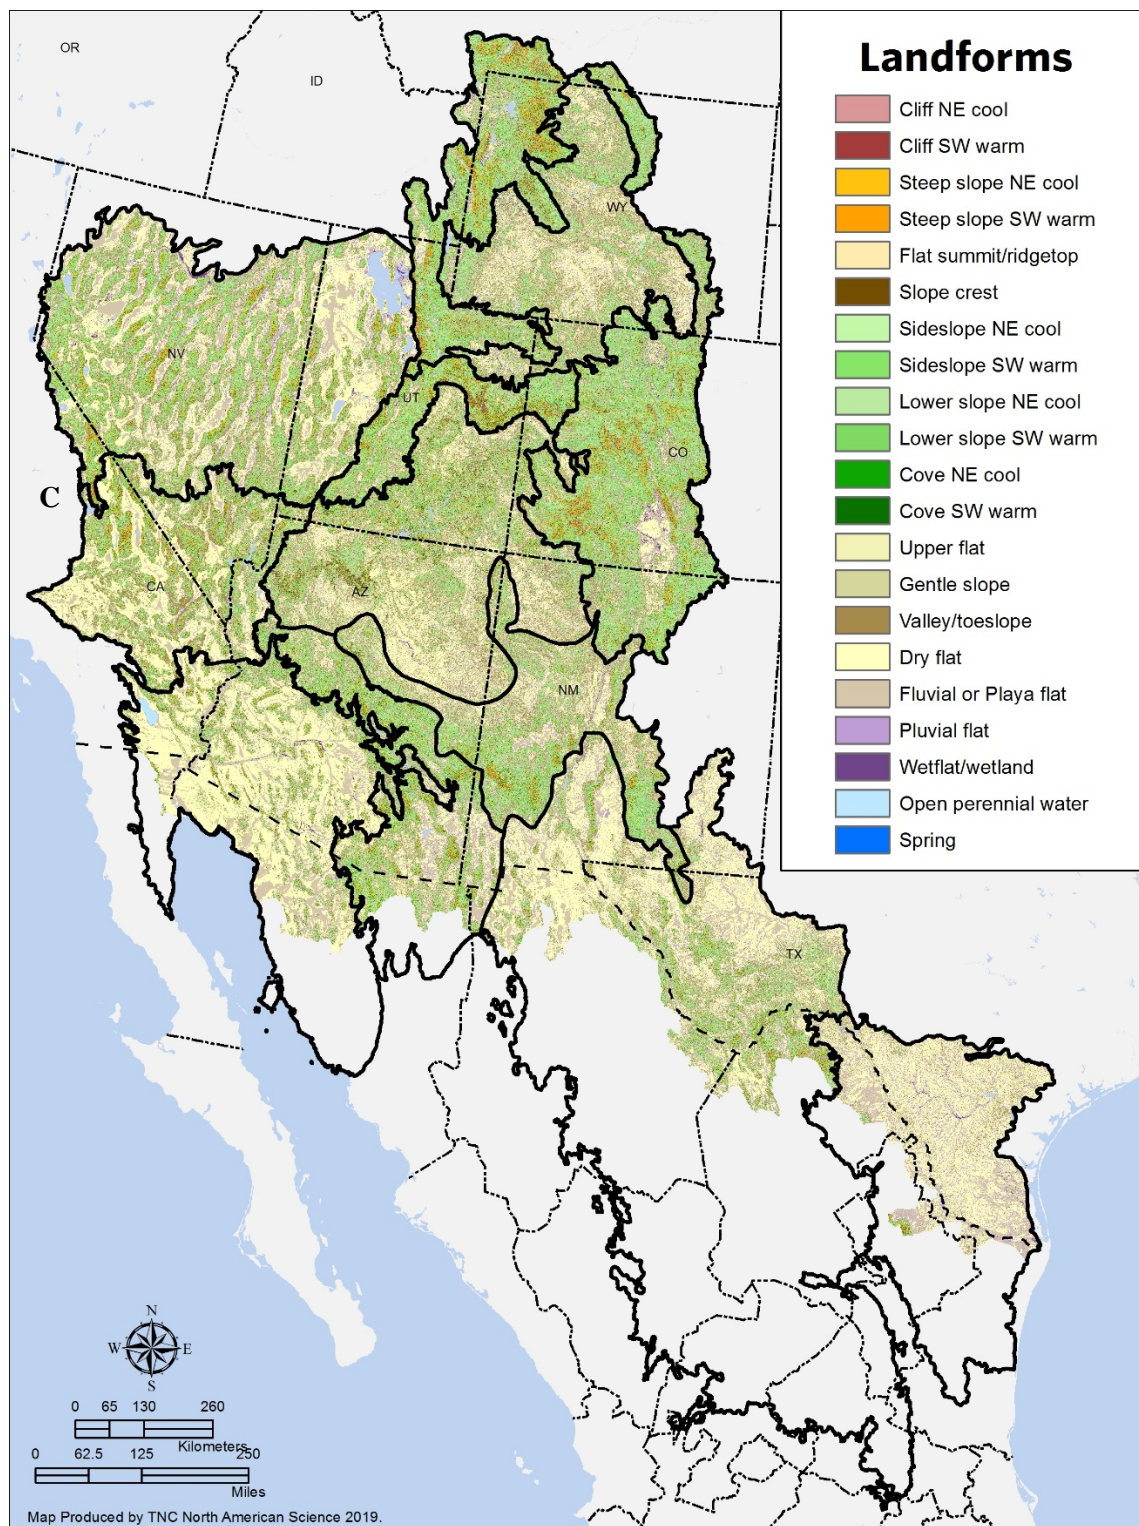 Landforms
Cliff NE cool
Cliff SW warm
Steep slope NE cool
Steep slope SW warm
Flat summit/ridgetop
Slope crest
Sideslope NE cool
Sideslope SW warm
Lower slope NE cool
Lower slope SW warm
Cove NE cool
Cove SW warm
Upper flat
Gentle slope
Valley/toeslope
Dry flat
Fluvial or Playa flat
Pluvial flat
Wetflat/wetland
Open perennial water
Spring
OR
ID
WY
NV
UT
CO
C
CA
AZ
NM
TX
N
W E
S
0 65 130 260
Kilometers
0 62.5 125 250
Miles
Map Produced by TNC North American Science 2019.